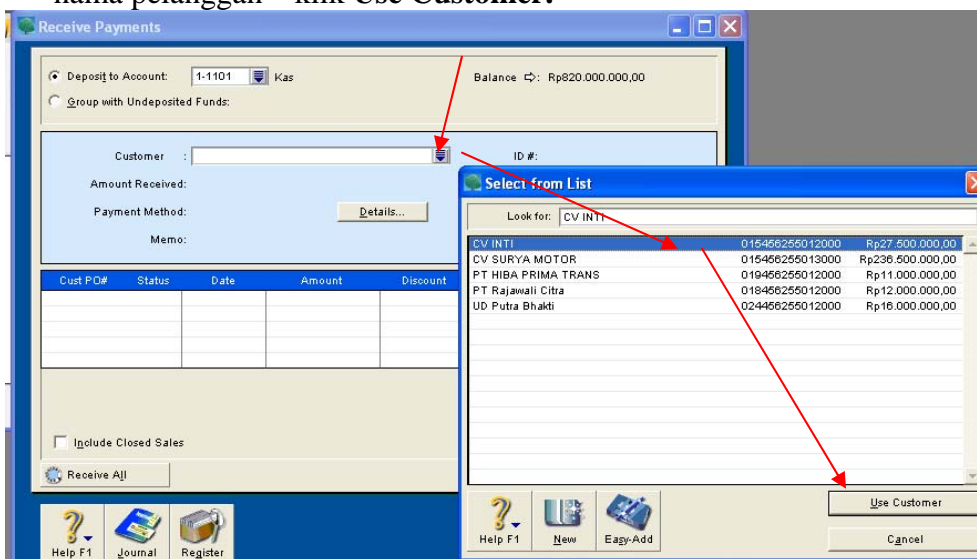 nama pelanggan – klik Use Customer.
Receive Payments
Deposit to Account: 1-1101 Kas Balance ⇨: Rp820.000.000,00
Group with Undeposited Funds:
Customer : ID #:
Amount Received:
Payment Method: Details...
Memo:
Cust PO# Status Date Amount Discount
Include Closed Sales
Receive All
Help F1 Journal Register
Select from List
Look for: CV INTI
CV INTI 015456255012000 Rp27.500.000,00
CV SURYA MOTOR 015456255013000 Rp236.500.000,00
PT HIBA PRIMA TRANS 019456255012000 Rp11.000.000,00
PT Rajawali Citra 018456255012000 Rp12.000.000,00
UD Putra Bhakti 024456255012000 Rp16.000.000,00
Use Customer
Help F1 New Easy-Add Cancel